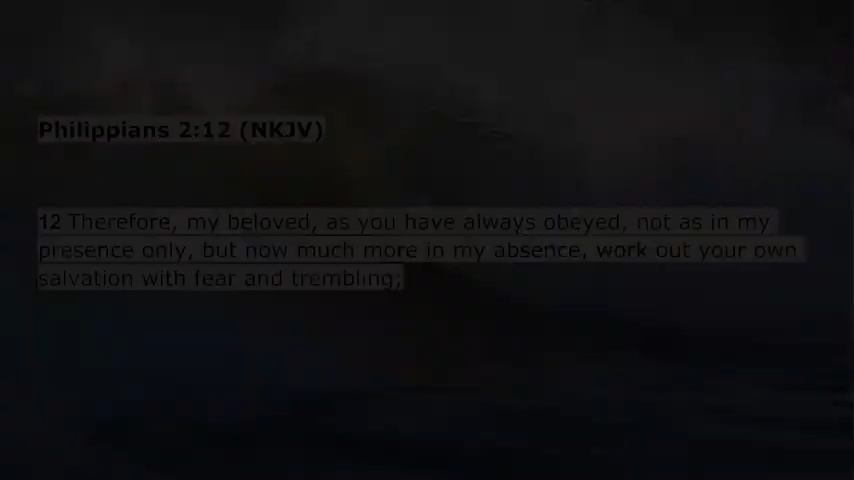 Philippians 2:12 (NKJV)
12 Therefore, my beloved, as you have always obeyed, not as in my
presence only, but now much more in my absence, work out your own
salvation with fear and trembling;